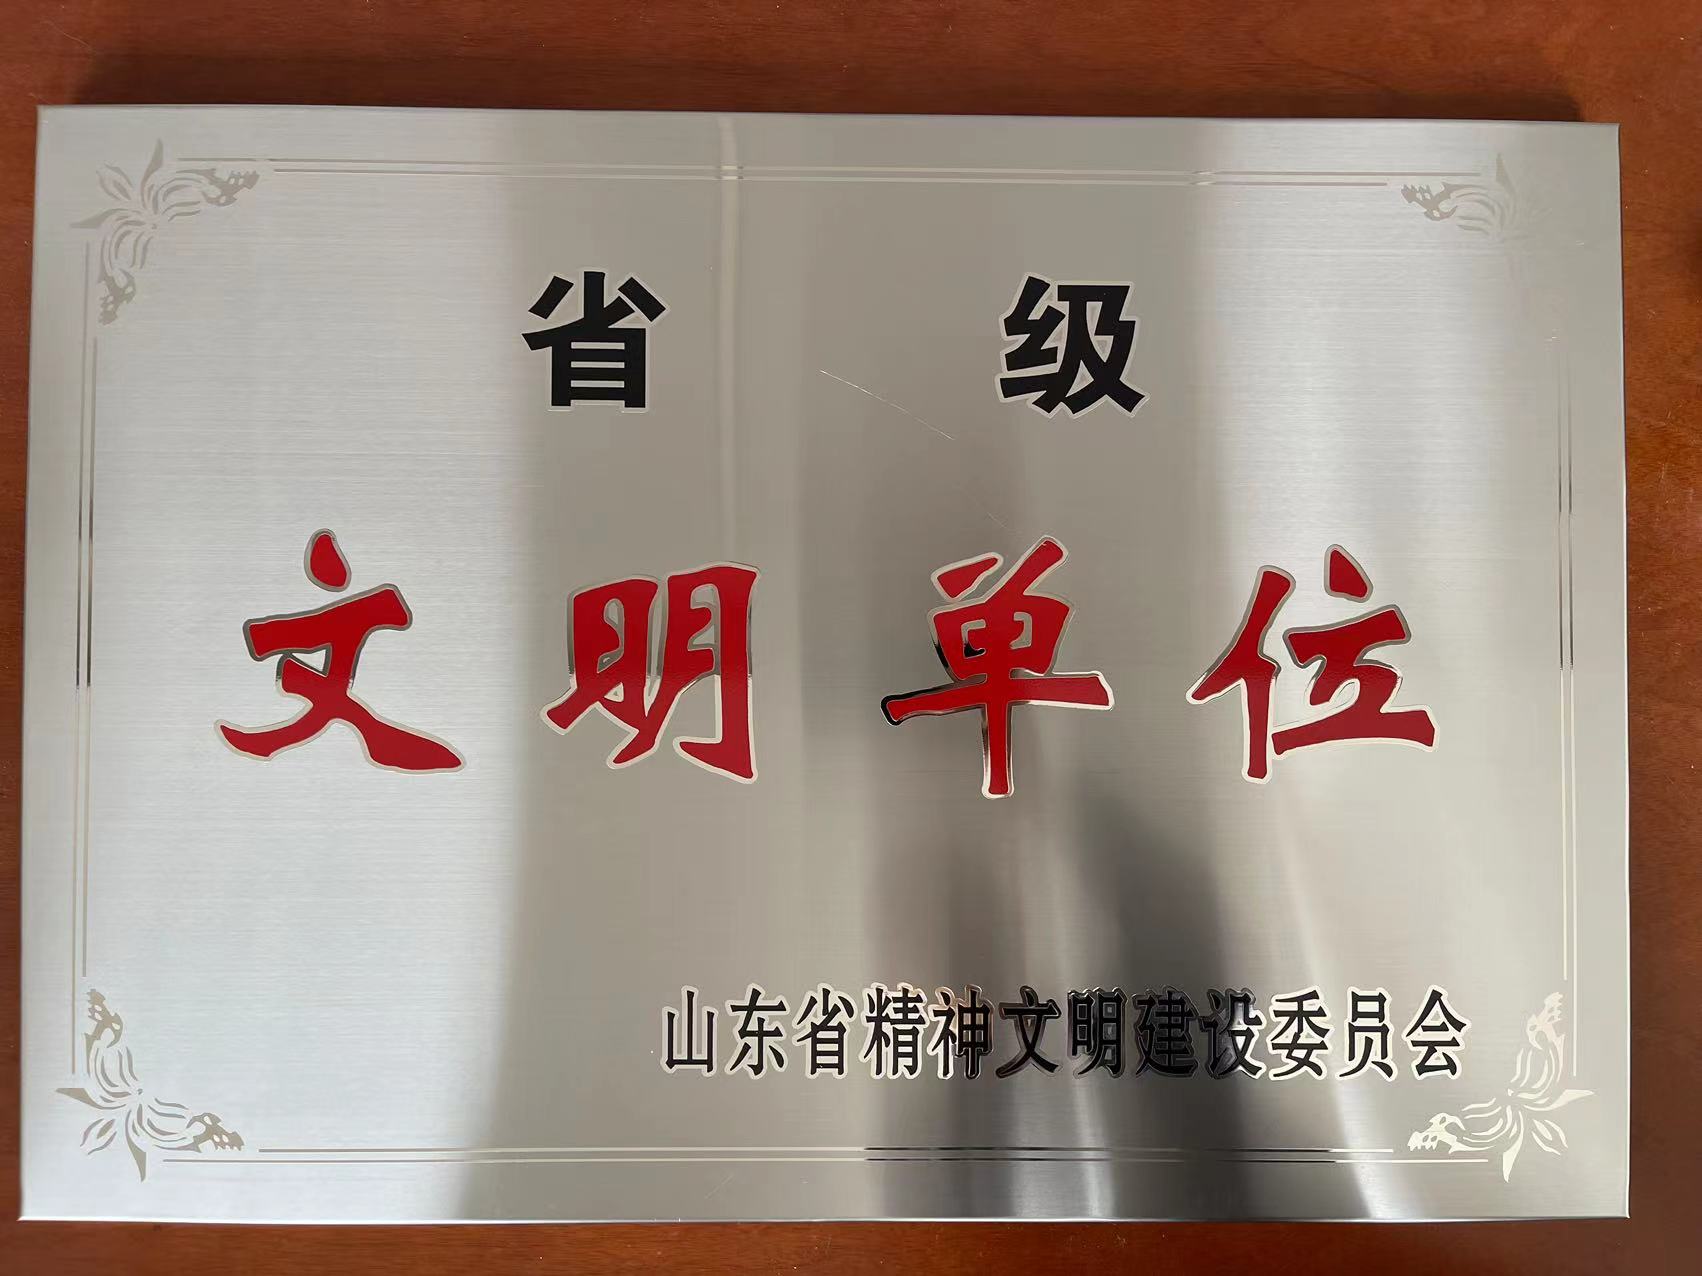 省级
文明单位
山东省精神文明建设委员会